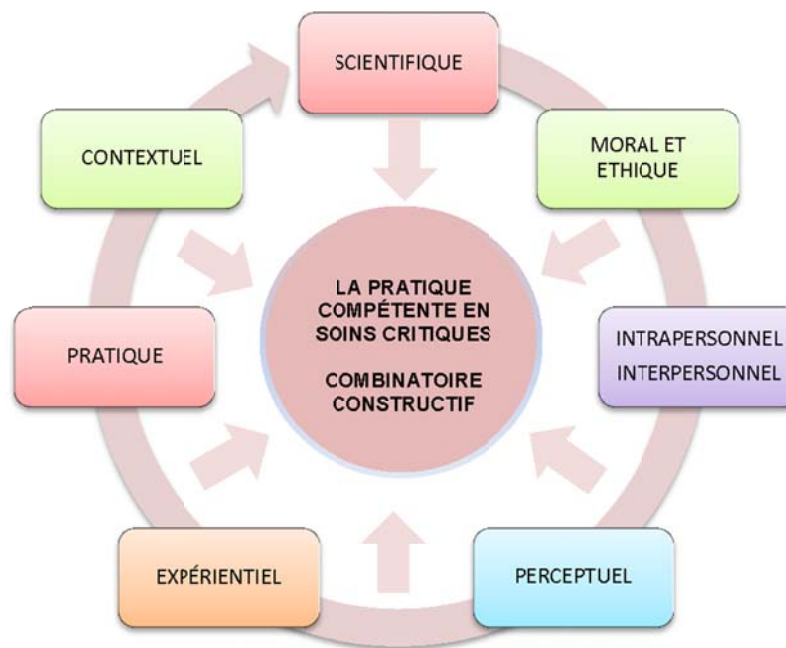 SCIENTIFIQUE
MORAL ET
ETHIQUE
INTRAPERSONNEL
INTERPERSONNEL
PERCEPTUEL
EXPÉRIENTIEL
PRATIQUE
CONTEXTUEL
LA PRATIQUE
COMPÉTENTE EN
SOINS CRITIQUES
COMBINATOIRE
CONSTRUCTIF